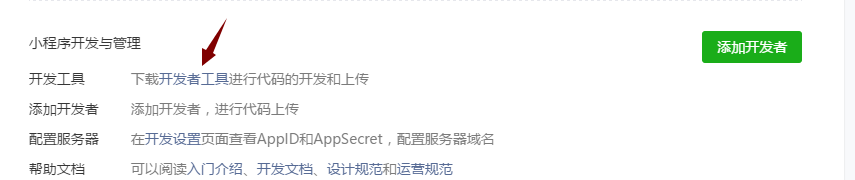 小程序开发与管理
添加开发者
开发工具 下载开发者工具进行代码的开发和上传
添加开发者 添加开发者，进行代码上传
配置服务器 在开发设置页面查看AppID和AppSecret，配置服务器域名
帮助文档 可以阅读入门介绍、开发文档、设计规范和运营规范